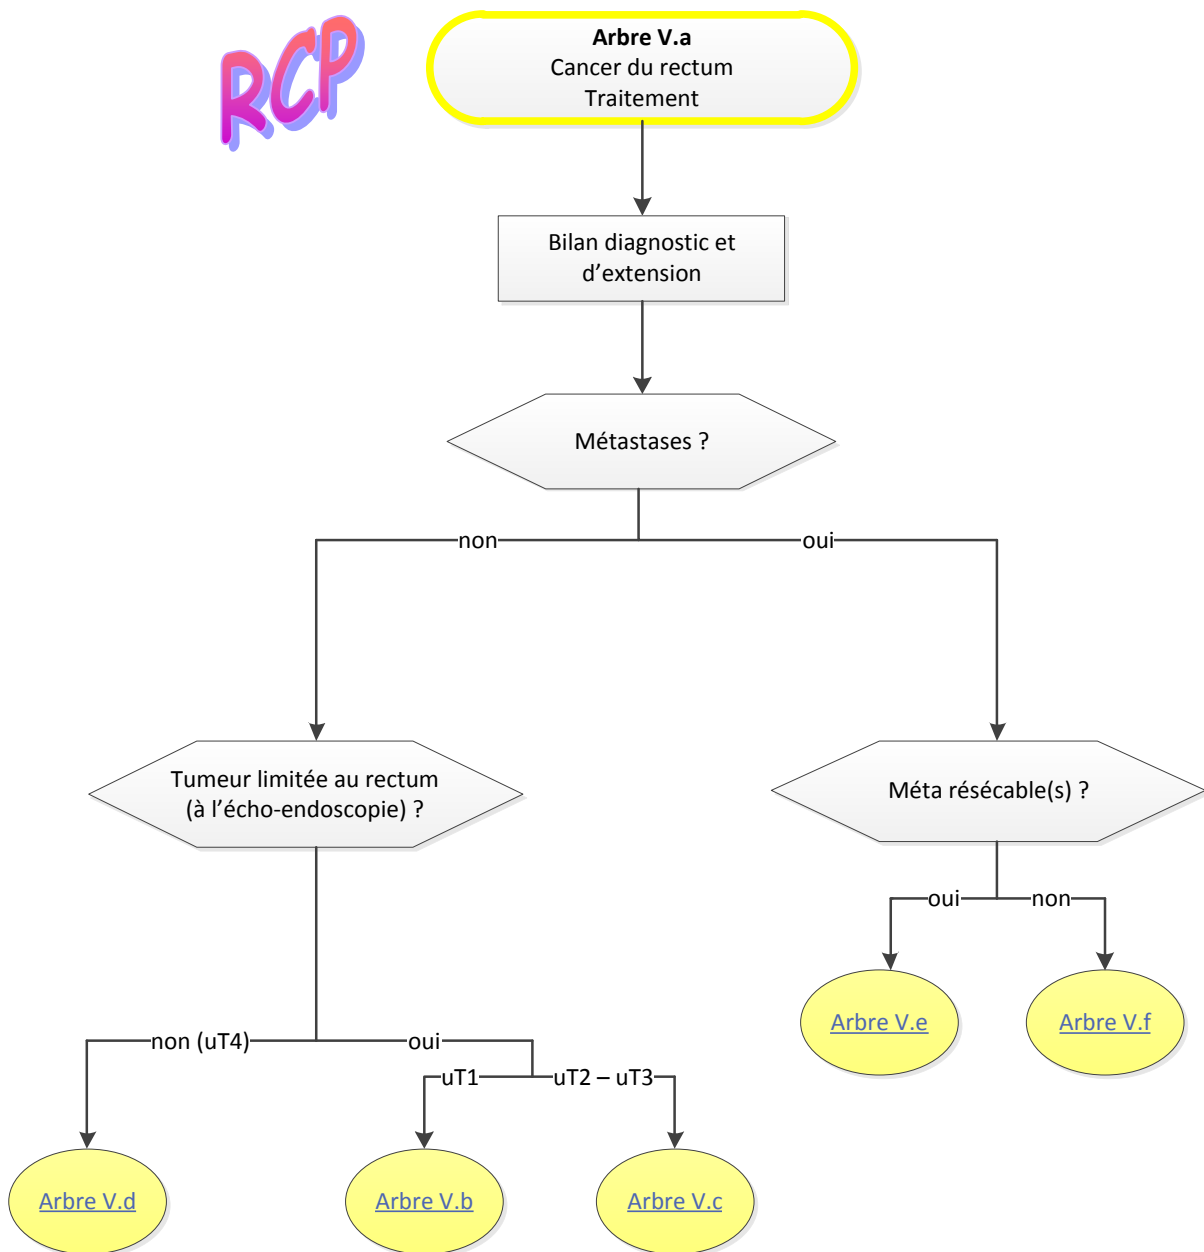 RCP
Arbre V.a
Cancer du rectum
Traitement
Bilan diagnostic et
d’extension
Métastases ?
non
oui
Tumeur limitée au rectum
(à l’écho-endoscopie) ?
Méta résécable(s) ?
oui
non
Arbre V.e
Arbre V.f
non (uT4)
oui
uT1
uT2 – uT3
Arbre V.d
Arbre V.b
Arbre V.c